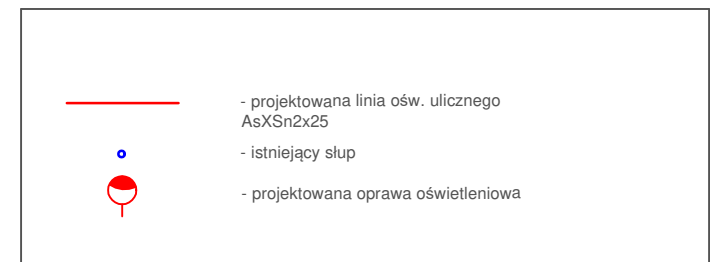 - projektowana linia ośw. ulicznego
AsXSn2x25
- istniejący słup
- projektowana oprawa oświetleniowa